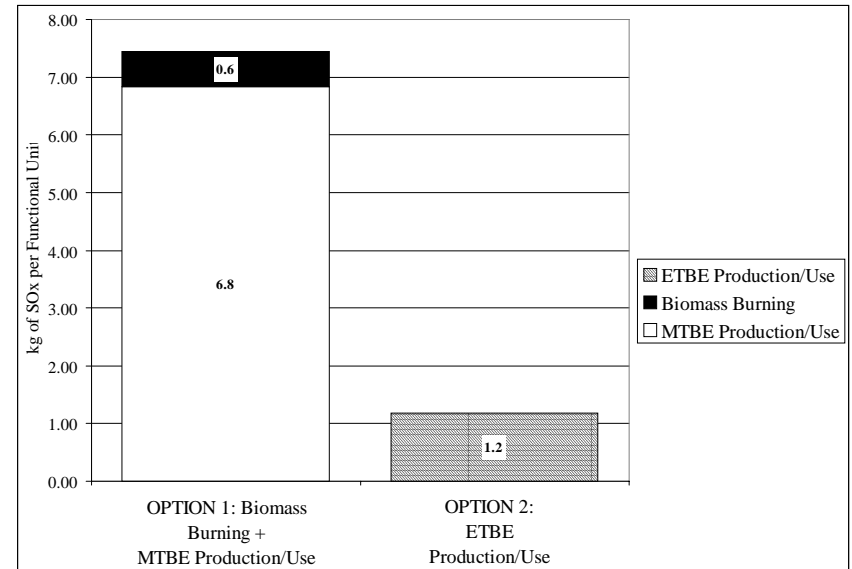 8.00
7.00
6.00
5.00
4.00
3.00
2.00
1.00
0.00
kg of SOx per Functional Unit
0.6
6.8
1.2
OPTION 1: Biomass
Burning +
MTBE Production/Use
OPTION 2:
ETBE
Production/Use
ETBE Production/Use
Biomass Burning
MTBE Production/Use